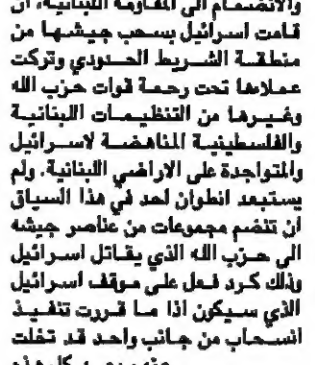 والانضمام الى المقاومة اللبنانية، ان
قامت اسرائيل بسحب جيشها من
منطقة الشريط الحدودي وتركت
عملاءها تحت رحمة قوات حزب الله
وغيرها من التنظيمات اللبنانية
والفلسطينية المناهضة لاسرائيل
والمتواجدة على الاراضي اللبنانية. ولم
يستبعد انطوان لحد في هذا السياق
ان تنضم مجموعات من عناصر جيشه
الى حزب الله الذي يقاتل اسرائيل
وذلك كرد فعل على موقف اسرائيل
الذي سيكون اذا ما قررت تنفيذ
انسحاب من جانب واحد قد تخلت